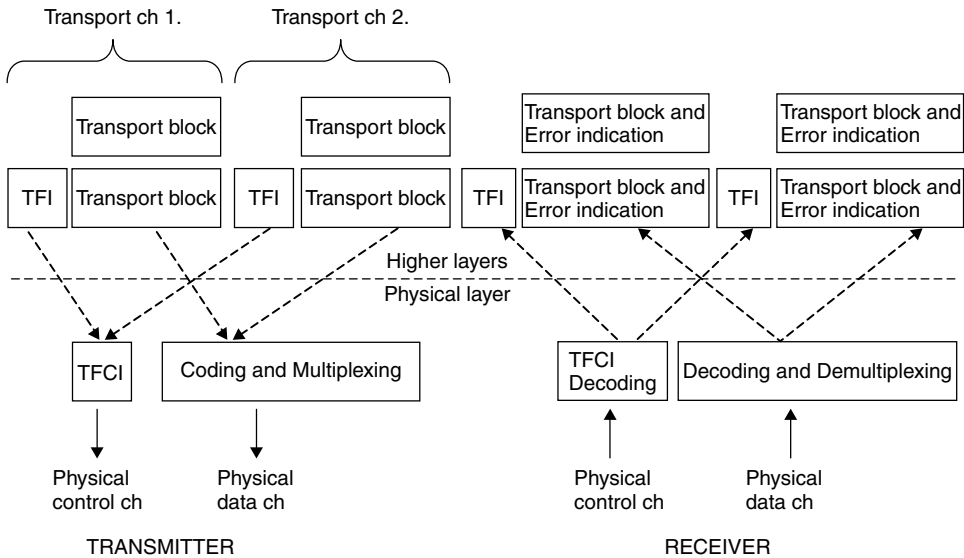 Transport ch 1.
Transport ch 2.
Transport block
Transport block
Transport block and
Error indication
Transport block and
Error indication
TFI
Transport block
TFI
Transport block
TFI
Transport block and
Error indication
TFI
Transport block and
Error indication
Higher layers
Physical layer
TFCI
Coding and Multiplexing
TFCI
Decoding
Decoding and Demultiplexing
Physical
control ch
Physical
data ch
Physical
control ch
Physical
data ch
TRANSMITTER
RECEIVER